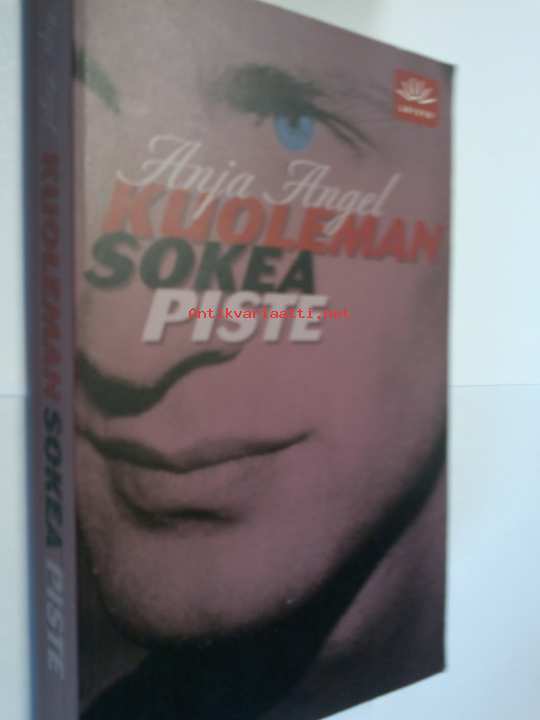 Anja Angel
KUOLEMAN
SOKEA
PISTE
Antikvariaatti.net
KUOLEMAN SOKEA PISTE